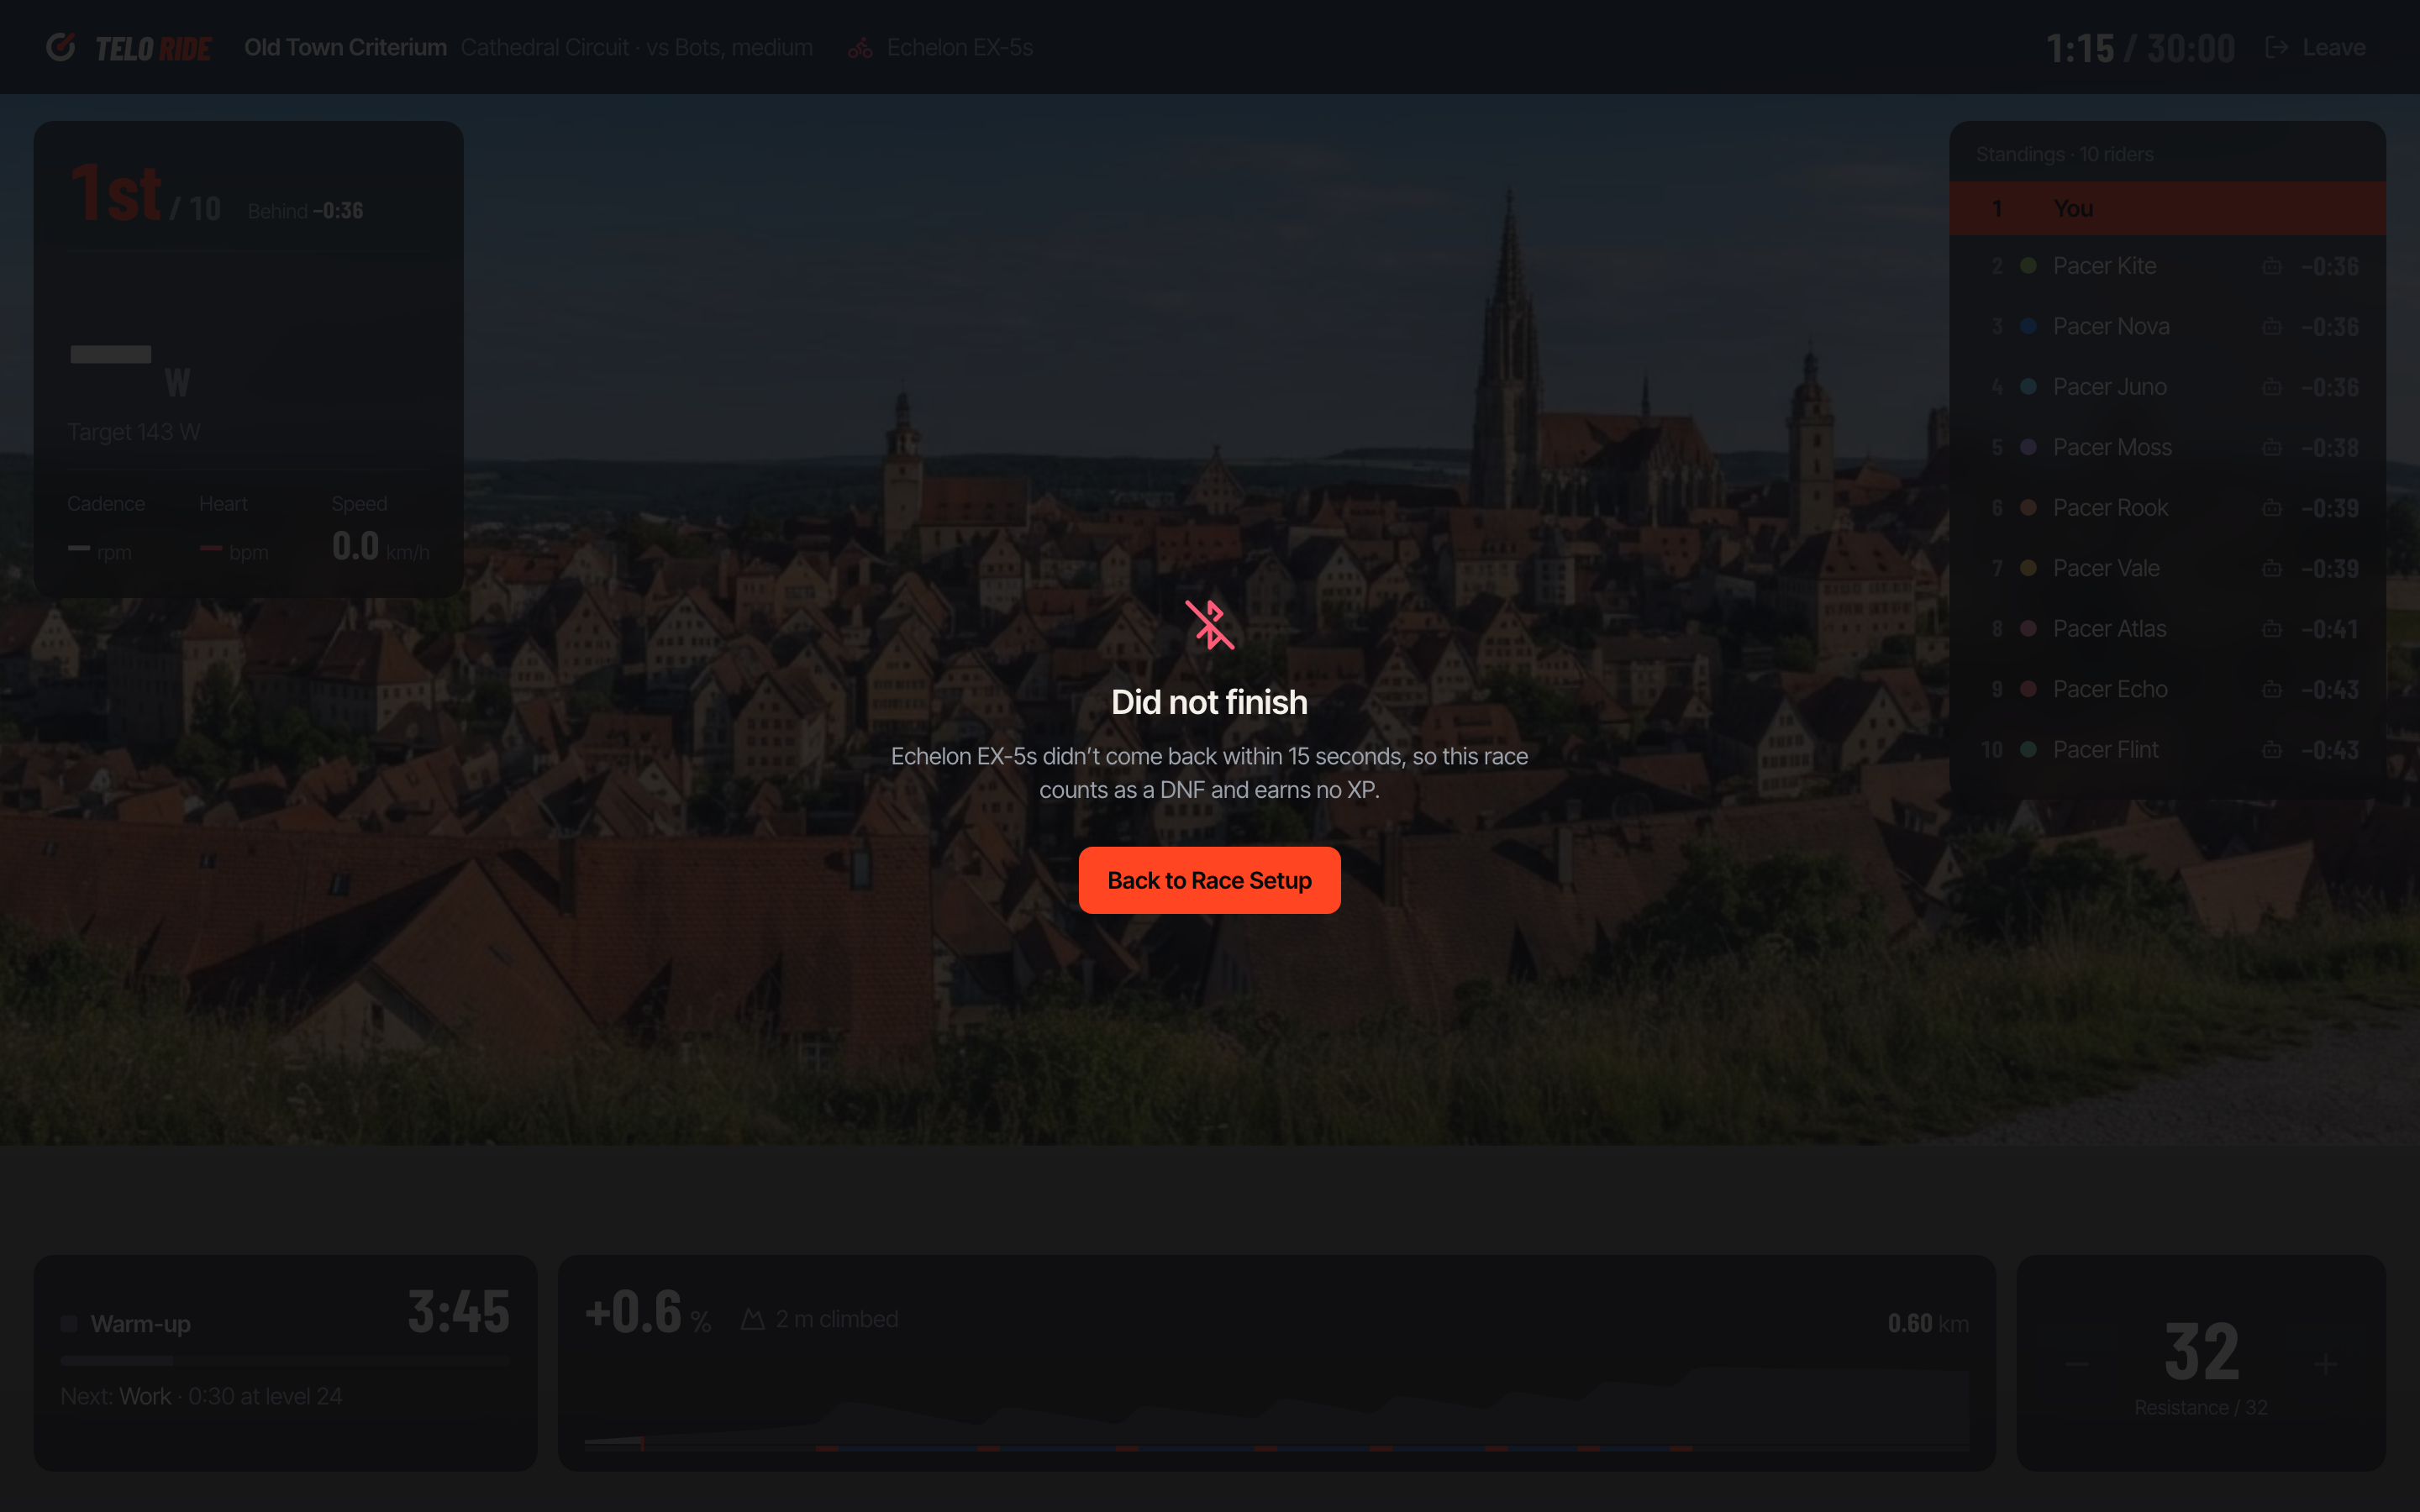 TELO RIDE Old Town Criterium Cathedral Circuit · vs Bots, medium Echelon EX-5s 1:15 / 30:00 Leave
1st / 10 Behind -0:36
W
Target 143 W
Cadence Heart Speed
— rpm — bpm 0.0 km/h
Standings · 10 riders
1 You
2 Pacer Kite -0:36
3 Pacer Nova -0:36
4 Pacer Juno -0:36
5 Pacer Moss -0:38
6 Pacer Rook -0:39
7 Pacer Vale -0:39
8 Pacer Atlas -0:41
9 Pacer Echo -0:43
10 Pacer Flint -0:43
Did not finish
Echelon EX-5s didn’t come back within 15 seconds, so this race
counts as a DNF and earns no XP.
Back to Race Setup
Warm-up 3:45
Next: Work · 0:30 at level 24
+0.6 % 2 m climbed 0.60 km
− 32 +
Resistance / 32